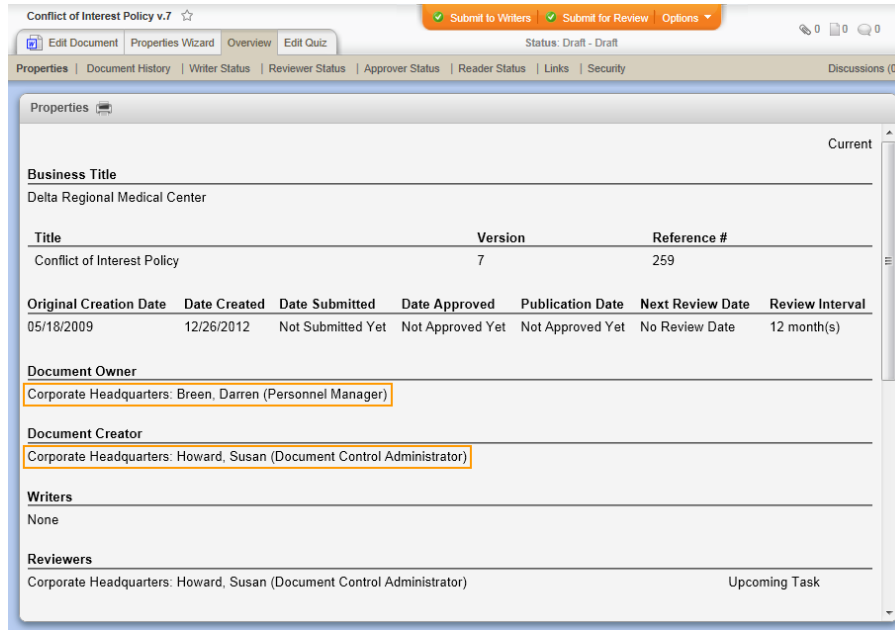 Conflict of Interest Policy v.7
Submit to Writers Submit for Review Options
0 0 0
Edit Document Properties Wizard Overview Edit Quiz
Status: Draft - Draft
Properties | Document History | Writer Status | Reviewer Status | Approver Status | Reader Status | Links | Security Discussions (0
Properties
Current
Business Title
Delta Regional Medical Center
Title Version Reference #
Conflict of Interest Policy 7 259
Original Creation Date Date Created Date Submitted Date Approved Publication Date Next Review Date Review Interval
05/18/2009 12/26/2012 Not Submitted Yet Not Approved Yet Not Approved Yet No Review Date 12 month(s)
Document Owner
Corporate Headquarters: Breen, Darren (Personnel Manager)
Document Creator
Corporate Headquarters: Howard, Susan (Document Control Administrator)
Writers
None
Reviewers
Corporate Headquarters: Howard, Susan (Document Control Administrator) Upcoming Task